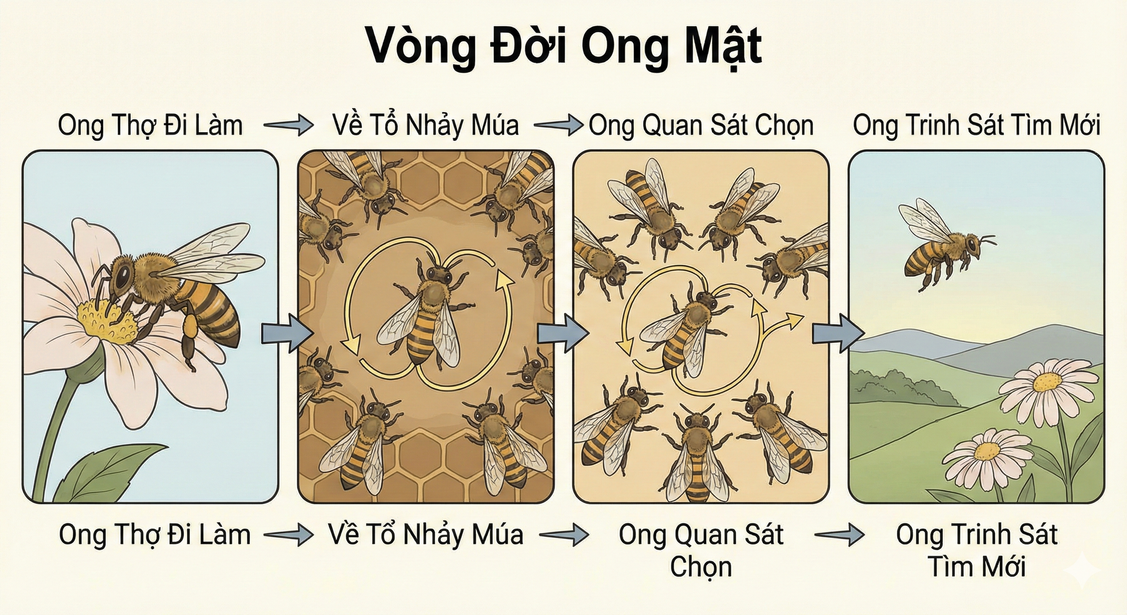 Vòng Đời Ong Mật
Ong Thợ Đi Làm → Về Tổ Nhảy Múa → Ong Quan Sát Chọn Ong Trinh Sát Tìm Mới
Ong Thợ Đi Làm → Về Tổ Nhảy Múa → Ong Quan Sát Chọn → Ong Trinh Sát Tìm Mới